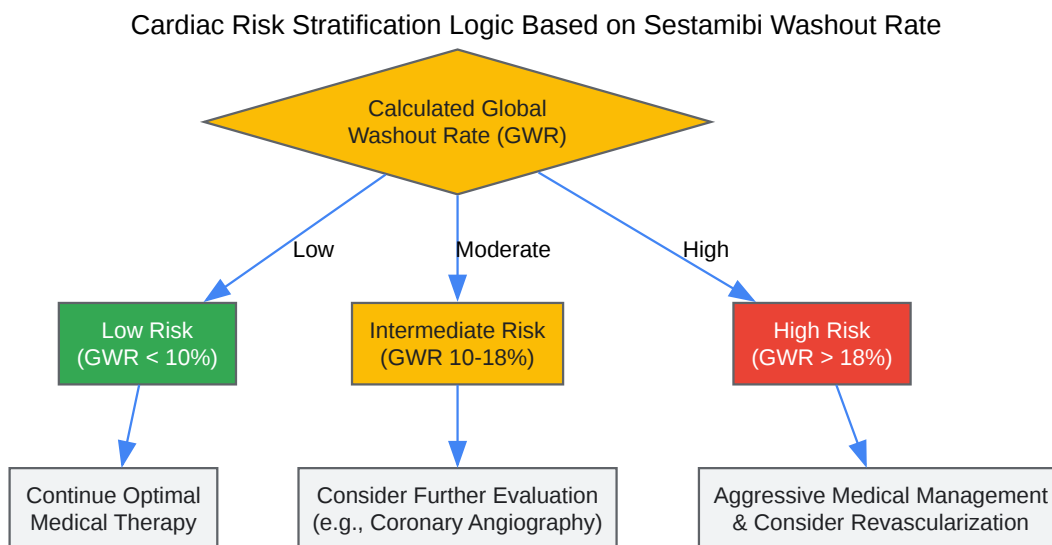 Cardiac Risk Stratification Logic Based on Sestamibi Washout Rate
Calculated Global
Washout Rate (GWR)
Low
Moderate
High
Low Risk
(GWR < 10%)
Intermediate Risk
(GWR 10-18%)
High Risk
(GWR > 18%)
Continue Optimal
Medical Therapy
Consider Further Evaluation
(e.g., Coronary Angiography)
Aggressive Medical Management
& Consider Revascularization